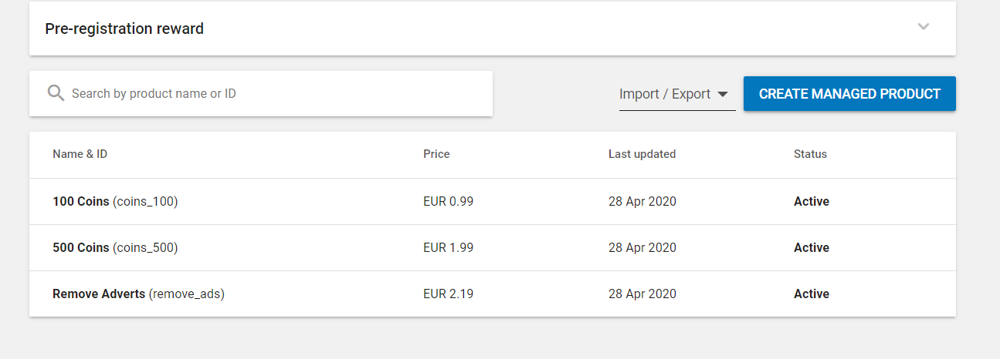 Pre-registration reward
Search by product name or ID
Import / Export
CREATE MANAGED PRODUCT
Name & ID Price Last updated Status
100 Coins (coins_100) EUR 0.99 28 Apr 2020 Active
500 Coins (coins_500) EUR 1.99 28 Apr 2020 Active
Remove Adverts (remove_ads) EUR 2.19 28 Apr 2020 Active